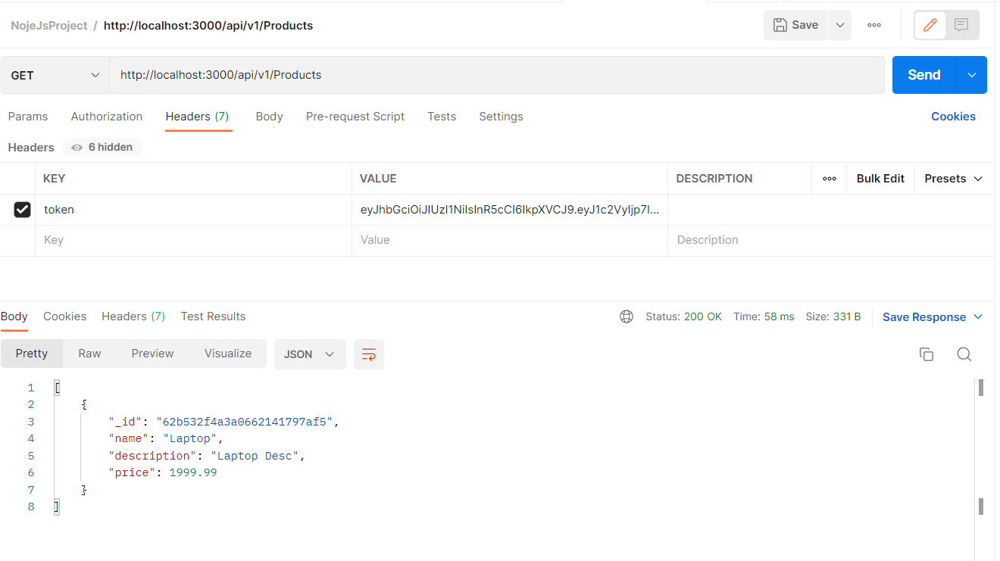 NojeJsProject / http://localhost:3000/api/v1/Products
Save
GET http://localhost:3000/api/v1/Products Send
Params Authorization Headers (7) Body Pre-request Script Tests Settings Cookies
Headers 6 hidden
KEY VALUE DESCRIPTION Bulk Edit Presets
token eyJhbGciOiJIUzI1NiIsInR5cCI6IkpXVCJ9.eyJ1c2VyIjp7I...
Key Value Description
Body Cookies Headers (7) Test Results Status: 200 OK Time: 58 ms Size: 331 B Save Response
Pretty Raw Preview Visualize JSON
1 [
2 {
3 "_id": "62b532f4a3a0662141797af5",
4 "name": "Laptop",
5 "description": "Laptop Desc",
6 "price": 1999.99
7 }
8 ]